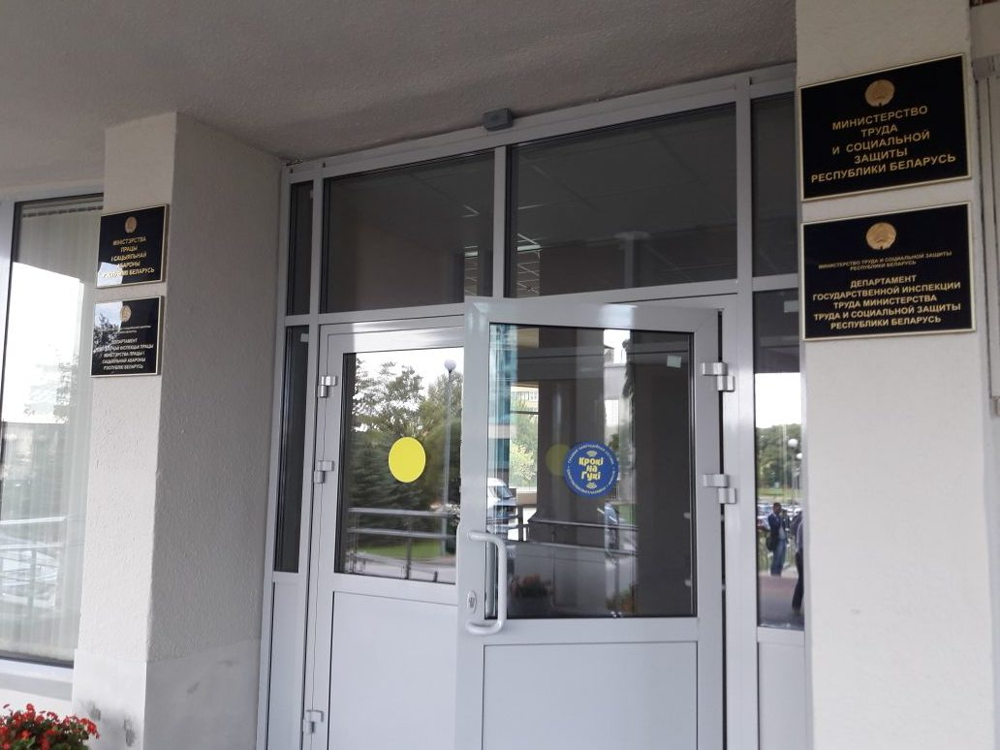 МІНІСТЭРСТВА
ПРАЦЫ
І САЦЫЯЛЬНАЙ
АБАРОНЫ
РЭСПУБЛІКІ БЕЛАРУСЬ
ДЭПАРТАМЕНТ
ІНСПЕКЦЫІ ПРАЦЫ
МІНІСТЭРСТВА ПРАЦЫ І
САЦЫЯЛЬНАЙ АБАРОНЫ
РЭСПУБЛІКІ БЕЛАРУСЬ
Крокі
на
Гукі
МИНИСТЕРСТВО
ТРУДА
И СОЦИАЛЬНОЙ
ЗАЩИТЫ
РЕСПУБЛИКИ БЕЛАРУСЬ
МИНИСТЕРСТВО ТРУДА И СОЦИАЛЬНОЙ ЗАЩИТЫ
РЕСПУБЛИКИ БЕЛАРУСЬ
ДЕПАРТАМЕНТ
ГОСУДАРСТВЕННОЙ ИНСПЕКЦИИ
ТРУДА МИНИСТЕРСТВА
ТРУДА И СОЦИАЛЬНОЙ ЗАЩИТЫ
РЕСПУБЛИКИ БЕЛАРУСЬ